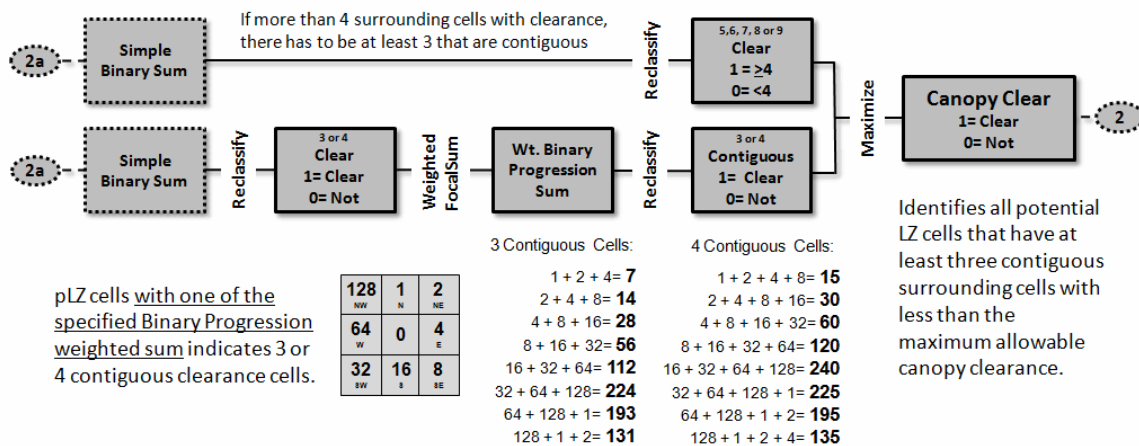 If more than 4 surrounding cells with clearance,
there has to be at least 3 that are contiguous
2a
Simple
Binary Sum
Reclassify
5,6, 7, 8 or 9
Clear
1 = ≥4
0= <4
Maximize
Canopy Clear
1= Clear
0= Not
2
2a
Simple
Binary Sum
Reclassify
3 or 4
Clear
1= Clear
0= Not
Weighted
FocalSum
Wt. Binary
Progression
Sum
Reclassify
3 or 4
Contiguous
1= Clear
0= Not
Identifies all potential
LZ cells that have at
least three contiguous
surrounding cells with
less than the
maximum allowable
canopy clearance.
pLZ cells with one of the
specified Binary Progression
weighted sum indicates 3 or
4 contiguous clearance cells.
128 1 2
NW N NE
64 0 4
W E
32 16 8
SW S SE
3 Contiguous Cells:
1 + 2 + 4= 7
2 + 4 + 8= 14
4 + 8 + 16= 28
8 + 16 + 32= 56
16 + 32 + 64= 112
32 + 64 + 128= 224
64 + 128 + 1= 193
128 + 1 + 2= 131
4 Contiguous Cells:
1 + 2 + 4 + 8= 15
2 + 4 + 8 + 16= 30
4 + 8 + 16 + 32= 60
8 + 16 + 32 + 64= 120
16 + 32 + 64 + 128= 240
32 + 64 + 128 + 1= 225
64 + 128 + 1 + 2= 195
128 + 1 + 2 + 4= 135